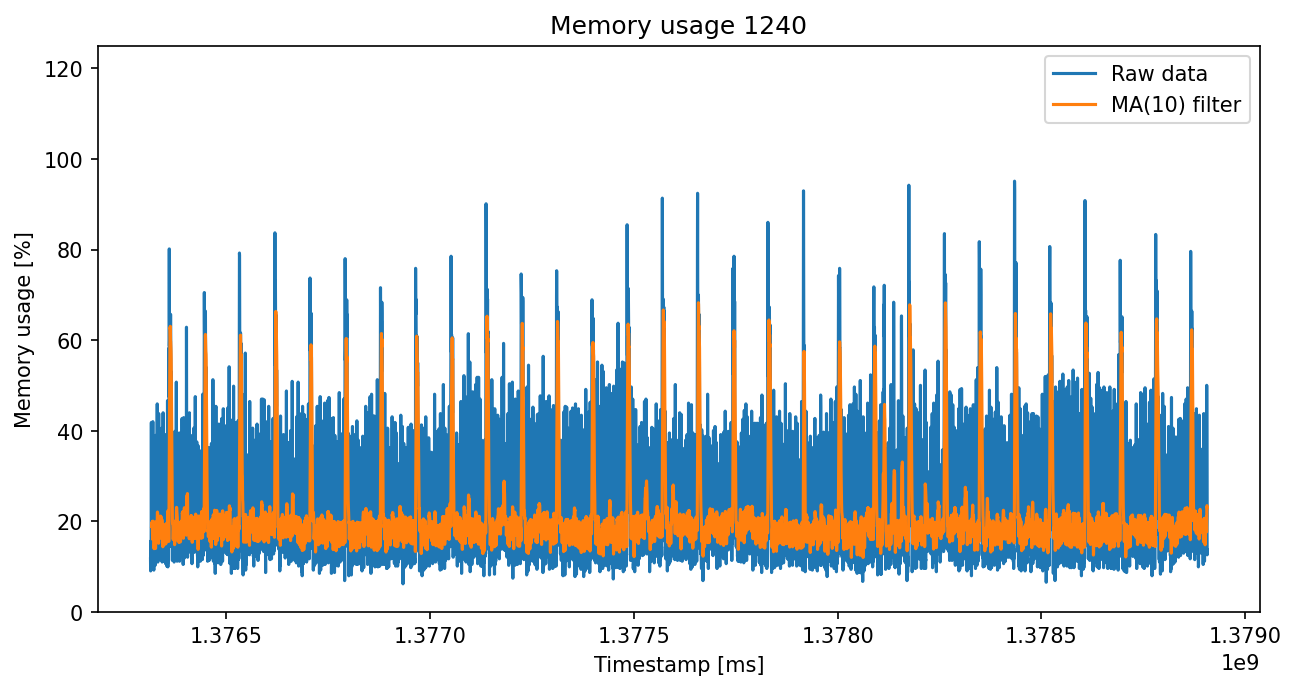 Memory usage 1240
Raw data
MA(10) filter
Memory usage [%]
120
100
80
60
40
20
0
1.3765 1.3770 1.3775 1.3780 1.3785 1.3790
1e9
Timestamp [ms]